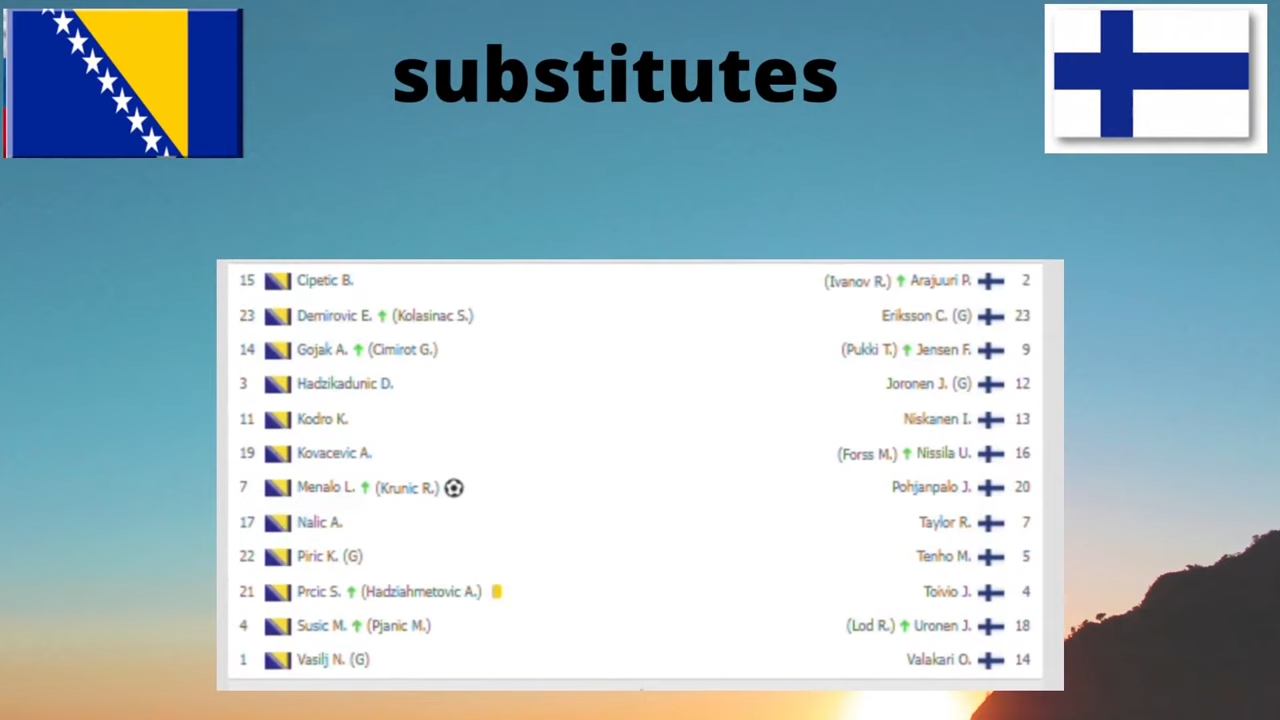 substitutes
15 Cipetic B. (Ivanov R.) Arajuuri P. 2
23 Demirovic E. (Kolasinac S.) Eriksson C. (G) 23
14 Gojak A. (Cimirot G.) (Pukki T.) Jensen F. 9
3 Hadzikadunic D. Joronen J. (G) 12
11 Kodro K. Niskanen I. 13
19 Kovacevic A. (Forss M.) Nissila U. 16
7 Menalo L. (Krunic R.) Pohjanpalo J. 20
17 Nalic A. Taylor R. 7
22 Piric K. (G) Tenho M. 5
21 Prcic S. (Hadziahmetovic A.) Toivio J. 4
4 Susic M. (Pjanic M.) (Lod R.) Uronen J. 18
1 Vasilj N. (G) Valakari O. 14